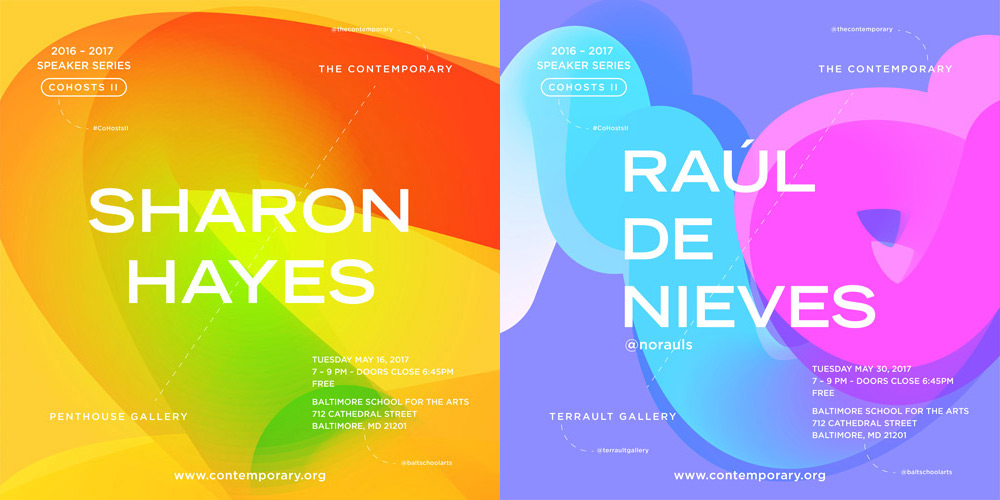 @thecontemporary
2016 – 2017
SPEAKER SERIES
THE CONTEMPORARY
COHOSTS II
#CoHostsII
SHARON
HAYES
TUESDAY MAY 16, 2017
7 – 9 PM - DOORS CLOSE 6:45PM
FREE
BALTIMORE SCHOOL FOR THE ARTS
712 CATHEDRAL STREET
BALTIMORE, MD 21201
PENTHOUSE GALLERY
@baltschoolarts
www.contemporary.org
@thecontemporary
2016 – 2017
SPEAKER SERIES
THE CONTEMPORARY
COHOSTS II
#CoHostsII
RAÚL
DE
NIEVES
@norauls
TUESDAY MAY 30, 2017
7 – 9 PM - DOORS CLOSE 6:45PM
FREE
BALTIMORE SCHOOL FOR THE ARTS
712 CATHEDRAL STREET
BALTIMORE, MD 21201
TERRAULT GALLERY
@terraultgallery
@baltschoolarts
www.contemporary.org